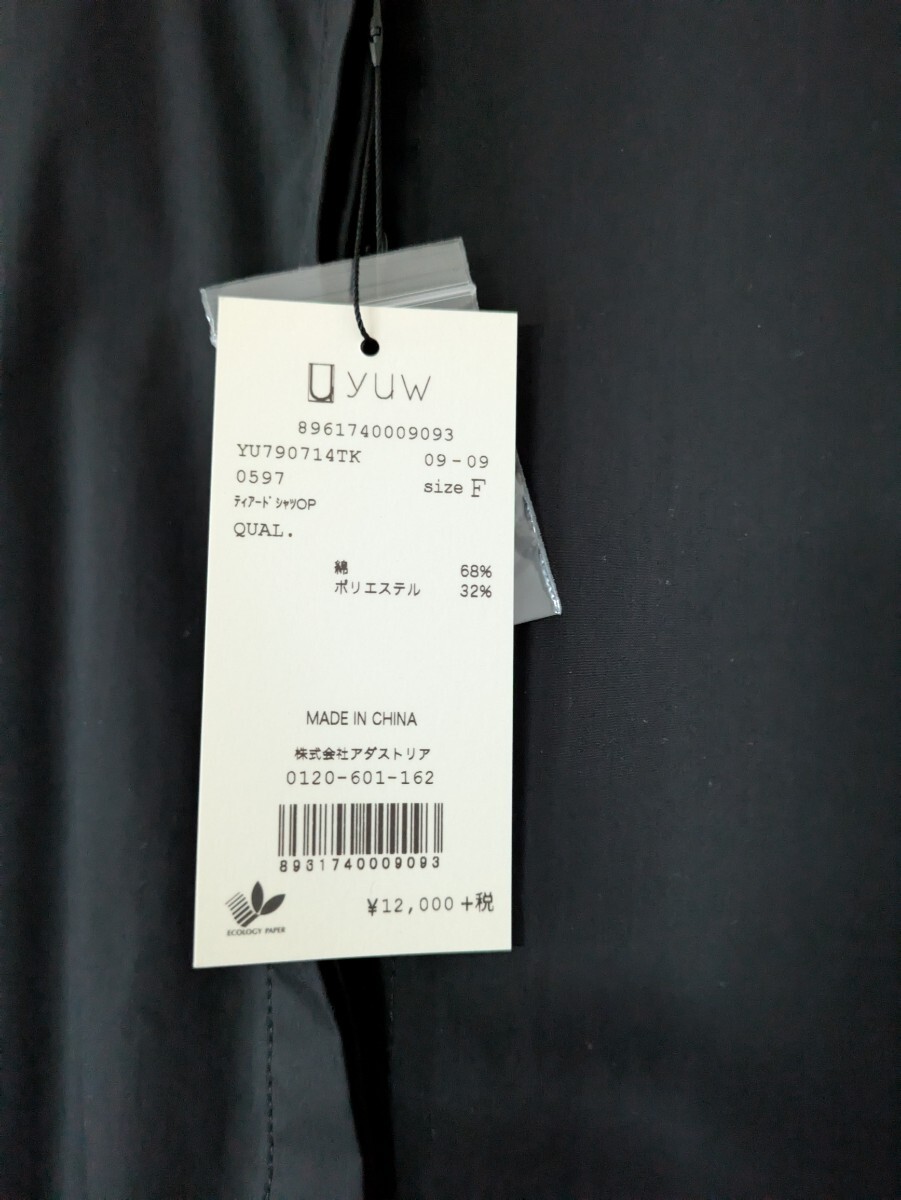 yuw
8961740009093
YU790714TK 09-09
0597 size F
ﾃｨｱｰﾄﾞ ｼｬﾂOP
QUAL.
綿 68%
ポリエステル 32%
MADE IN CHINA
株式会社アダストリア
0120-601-162
8931740009093
ECOLOGY PAPER
¥12,000+税